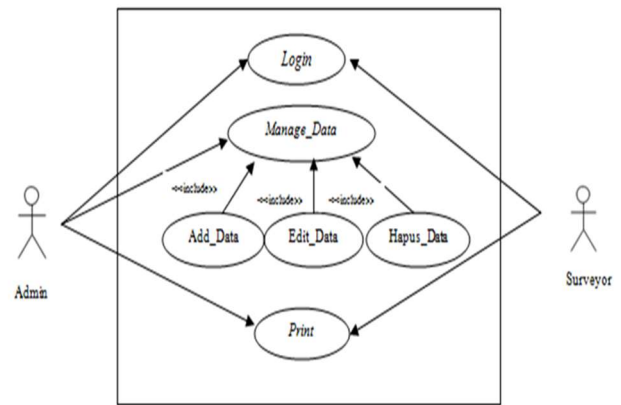 Login
Manage_Data
<<include>>
<<include>>
<<include>>
Add_Data
Edit_Data
Hapus_Data
Admin
Surveyor
Print